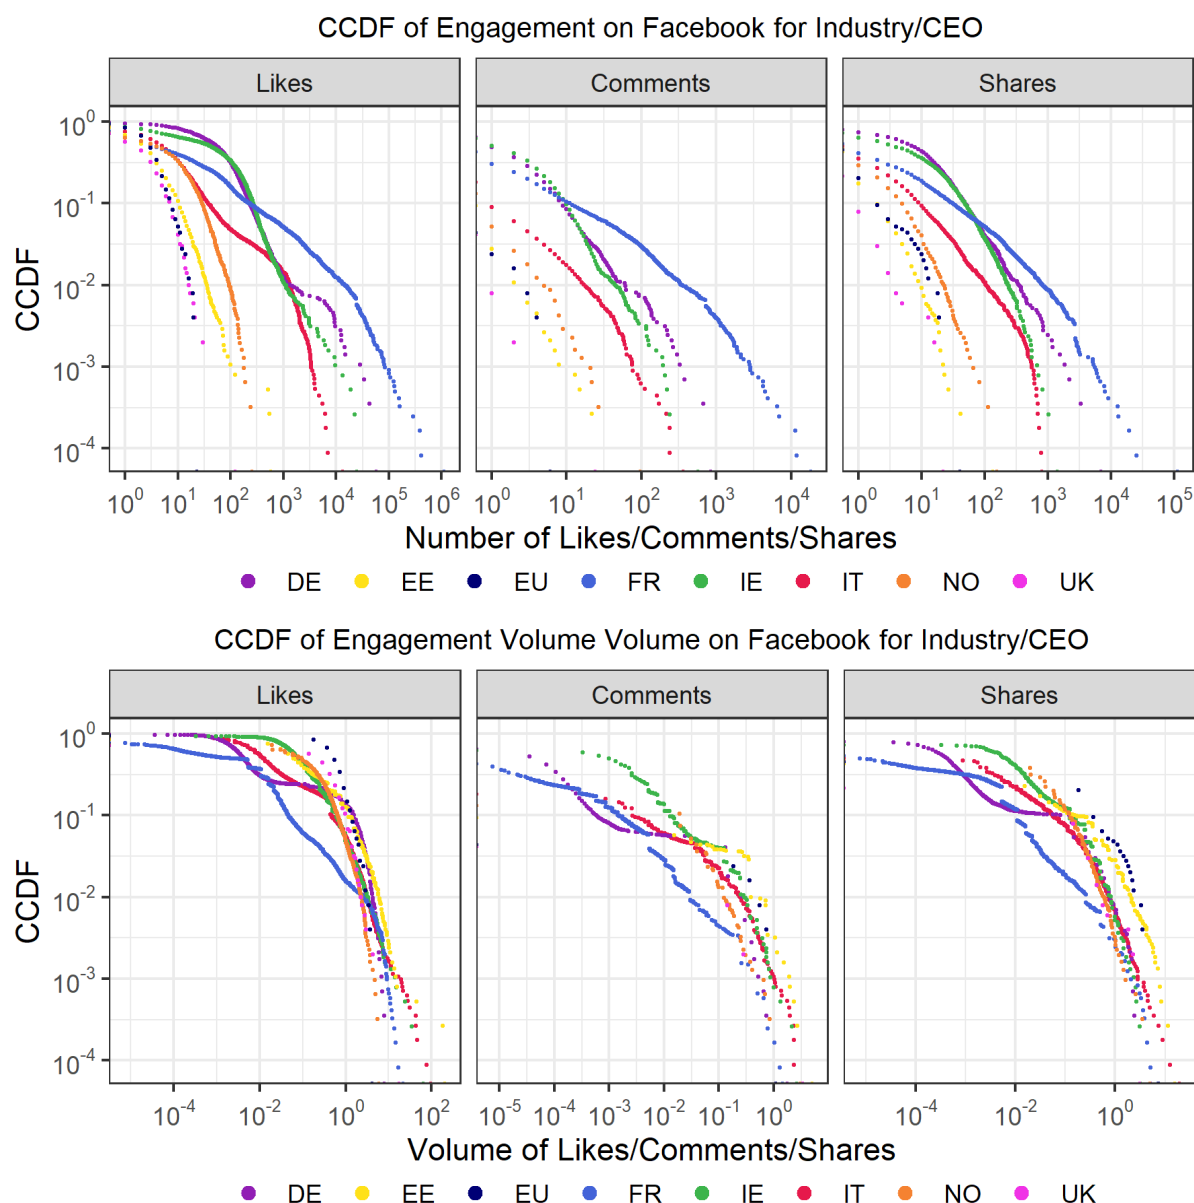 CCDF of Engagement on Facebook for Industry/CEO
Likes Comments Shares
CCDF
10^0
10^-1
10^-2
10^-3
10^-4
10^0 10^1 10^2 10^3 10^4 10^5 10^6 10^0 10^1 10^2 10^3 10^4 10^0 10^1 10^2 10^3 10^4 10^5
Number of Likes/Comments/Shares
DE EE EU FR IE IT NO UK
CCDF of Engagement Volume Volume on Facebook for Industry/CEO
Likes Comments Shares
CCDF
10^0
10^-1
10^-2
10^-3
10^-4
10^-4 10^-2 10^0 10^2 10^-5 10^-4 10^-3 10^-2 10^-1 10^0 10^-4 10^-2 10^0
Volume of Likes/Comments/Shares
DE EE EU FR IE IT NO UK